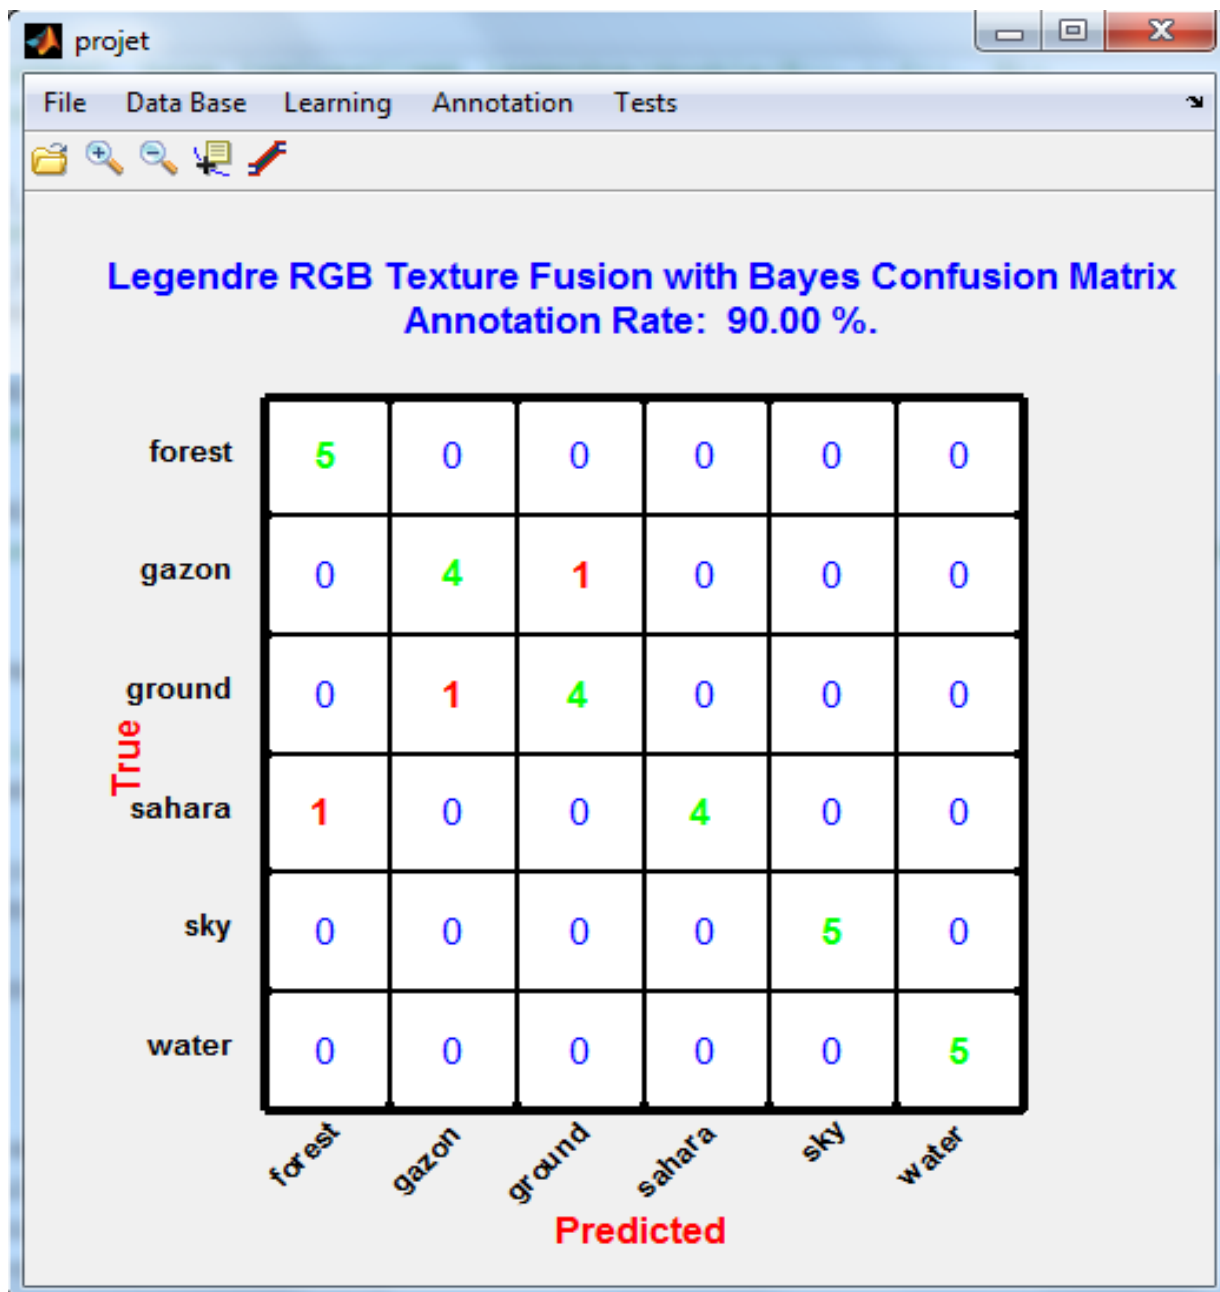 projet
File Data Base Learning Annotation Tests
Legendre RGB Texture Fusion with Bayes Confusion Matrix
Annotation Rate: 90.00 %.
forest 5 0 0 0 0 0
gazon 0 4 1 0 0 0
ground 0 1 4 0 0 0
True
sahara 1 0 0 4 0 0
sky 0 0 0 0 5 0
water 0 0 0 0 0 5
forest gazon ground sahara sky water
Predicted